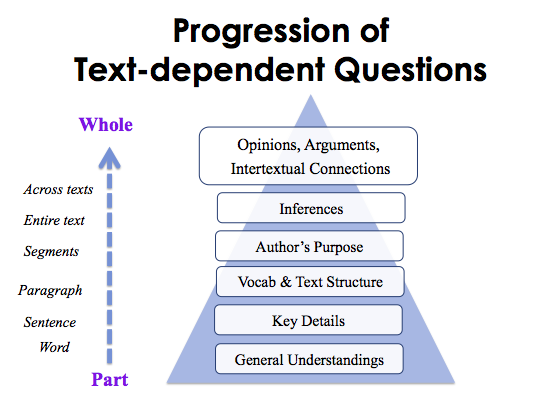 Progression of
Text-dependent Questions
Whole
Across texts
Entire text
Segments
Paragraph
Sentence
Word
Part
Opinions, Arguments,
Intertextual Connections
Inferences
Author's Purpose
Vocab & Text Structure
Key Details
General Understandings